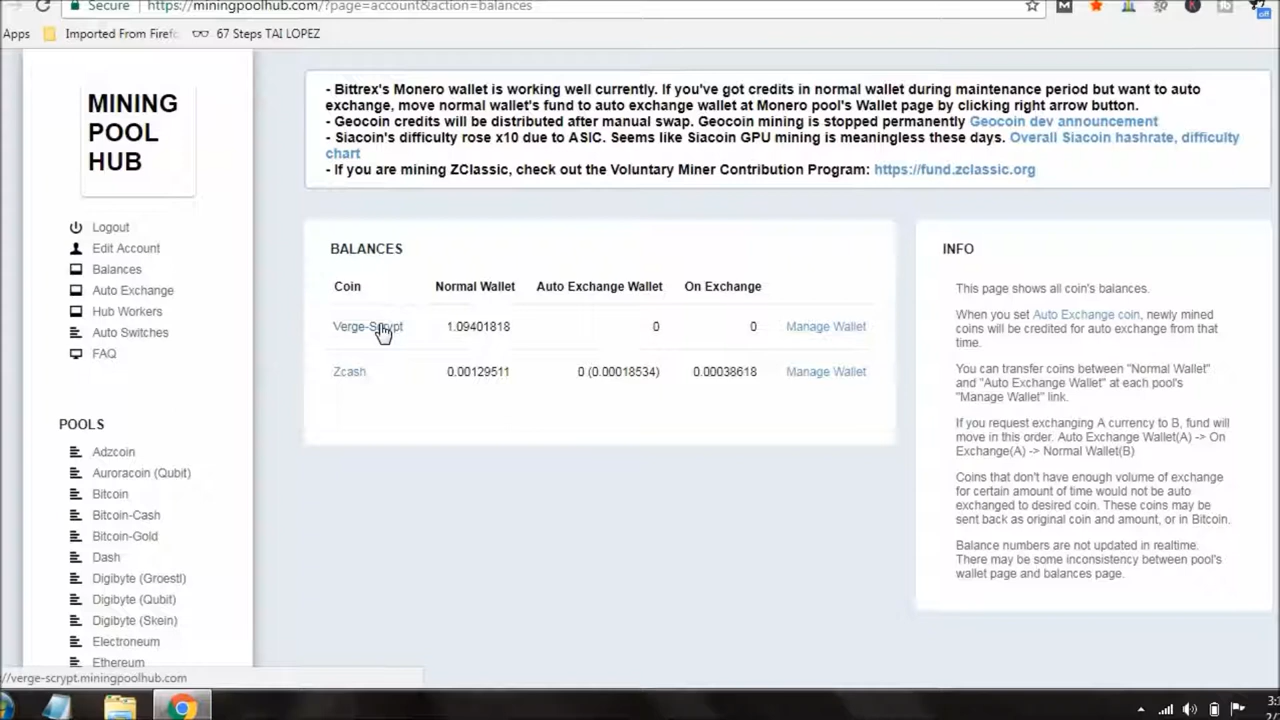 Secure https://miningpoolhub.com/?page=account&action=balances
Apps Imported From Firef 67 Steps TAI LOPEZ
MINING
POOL
HUB
Logout
Edit Account
Balances
Auto Exchange
Hub Workers
Auto Switches
FAQ
POOLS
Adzcoin
Auroracoin (Qubit)
Bitcoin
Bitcoin-Cash
Bitcoin-Gold
Dash
Digibyte (Groestl)
Digibyte (Qubit)
Digibyte (Skein)
Electroneum
Ethereum
- Bittrex's Monero wallet is working well currently. If you've got credits in normal wallet during maintenance period but want to auto
exchange, move normal wallet's fund to auto exchange wallet at Monero pool's Wallet page by clicking right arrow button.
- Geocoin credits will be distributed after manual swap. Geocoin mining is stopped permanently Geocoin dev announcement
- Siacoin's difficulty rose x10 due to ASIC. Seems like Siacoin GPU mining is meaningless these days. Overall Siacoin hashrate, difficulty
chart
- If you are mining ZClassic, check out the Voluntary Miner Contribution Program: https://fund.zclassic.org
BALANCES
Coin Normal Wallet Auto Exchange Wallet On Exchange
Verge-Scrypt 1.09401818 0 0 Manage Wallet
Zcash 0.00129511 0 (0.00018534) 0.00038618 Manage Wallet
INFO
This page shows all coin's balances.
When you set Auto Exchange coin, newly mined
coins will be credited for auto exchange from that
time.
You can transfer coins between "Normal Wallet"
and "Auto Exchange Wallet" at each pool's
"Manage Wallet" link.
If you request exchanging A currency to B, fund will
move in this order. Auto Exchange Wallet(A) -> On
Exchange(A) -> Normal Wallet(B)
Coins that don't have enough volume of exchange
for certain amount of time would not be auto
exchanged to desired coin. These coins may be
sent back as original coin and amount, or in Bitcoin.
Balance numbers are not updated in realtime.
There may be some inconsistency between pool's
wallet page and balances page.
//verge-scrypt.miningpoolhub.com
off